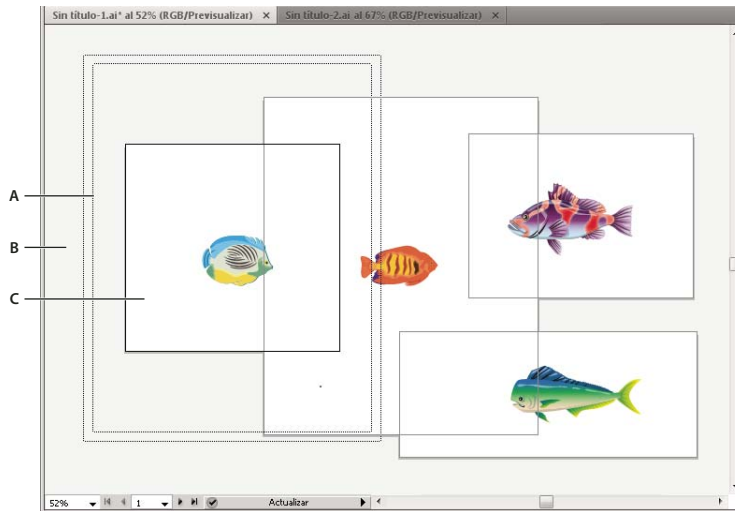 Sin título-1.ai* al 52% (RGB/Previsualizar) × Sin título-2.ai al 67% (RGB/Previsualizar) ×
A
B
C
52% 1 Actualizar